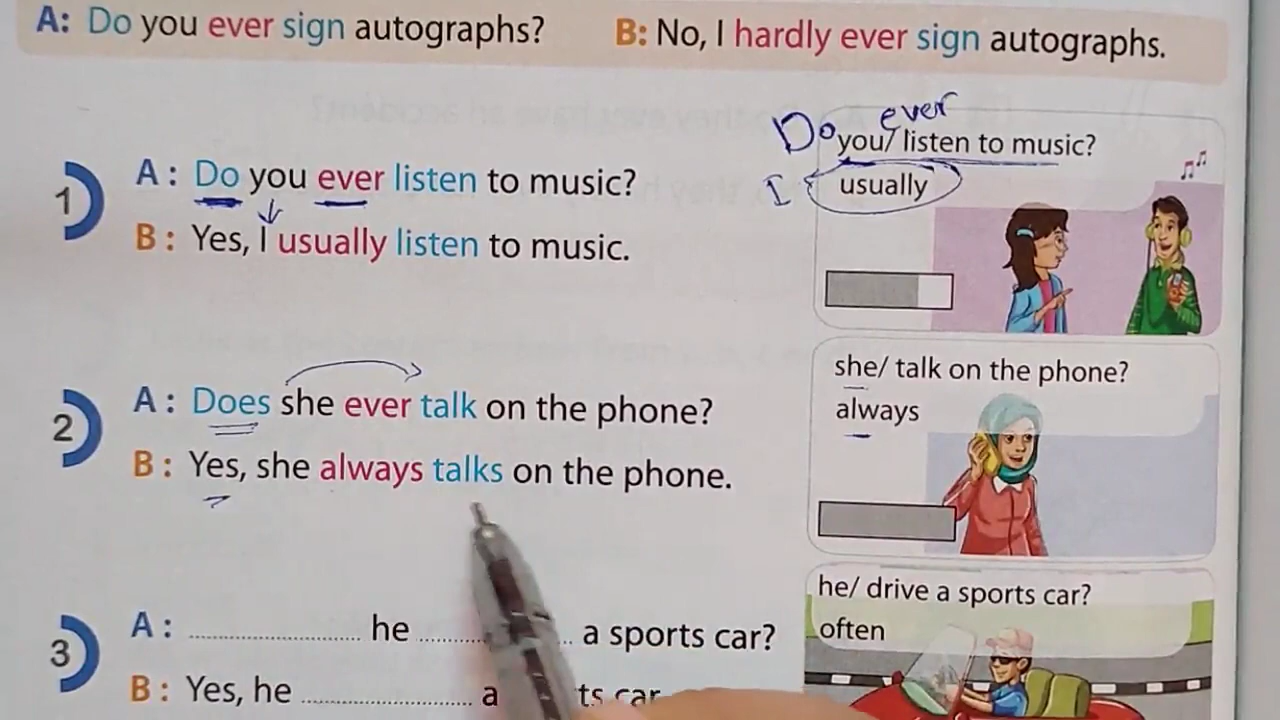 A: Do you ever sign autographs? B: No, I hardly ever sign autographs.
1
A: Do you ever listen to music?
B: Yes, I usually listen to music.
Do ever
you/ listen to music?
I usually
2
A: Does she ever talk on the phone?
B: Yes, she always talks on the phone.
she/ talk on the phone?
always
3
A: .................... he .................... a sports car?
B: Yes, he .................... a ts car
he/ drive a sports car?
often